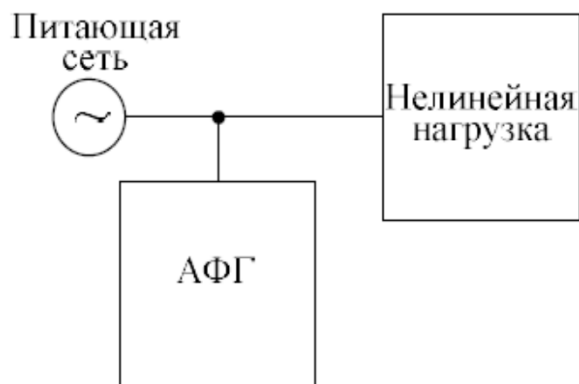 Питающая
сеть
Нелинейная
нагрузка
АФГ